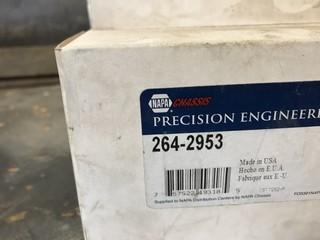 NAPA CHASSIS
PRECISION ENGINEERE
264-2953
Made in USA
Hecho en E.U.A.
Fabriqué aux É.-U.
Supplied to NAPA Distribution Centers by NAPA Chassis